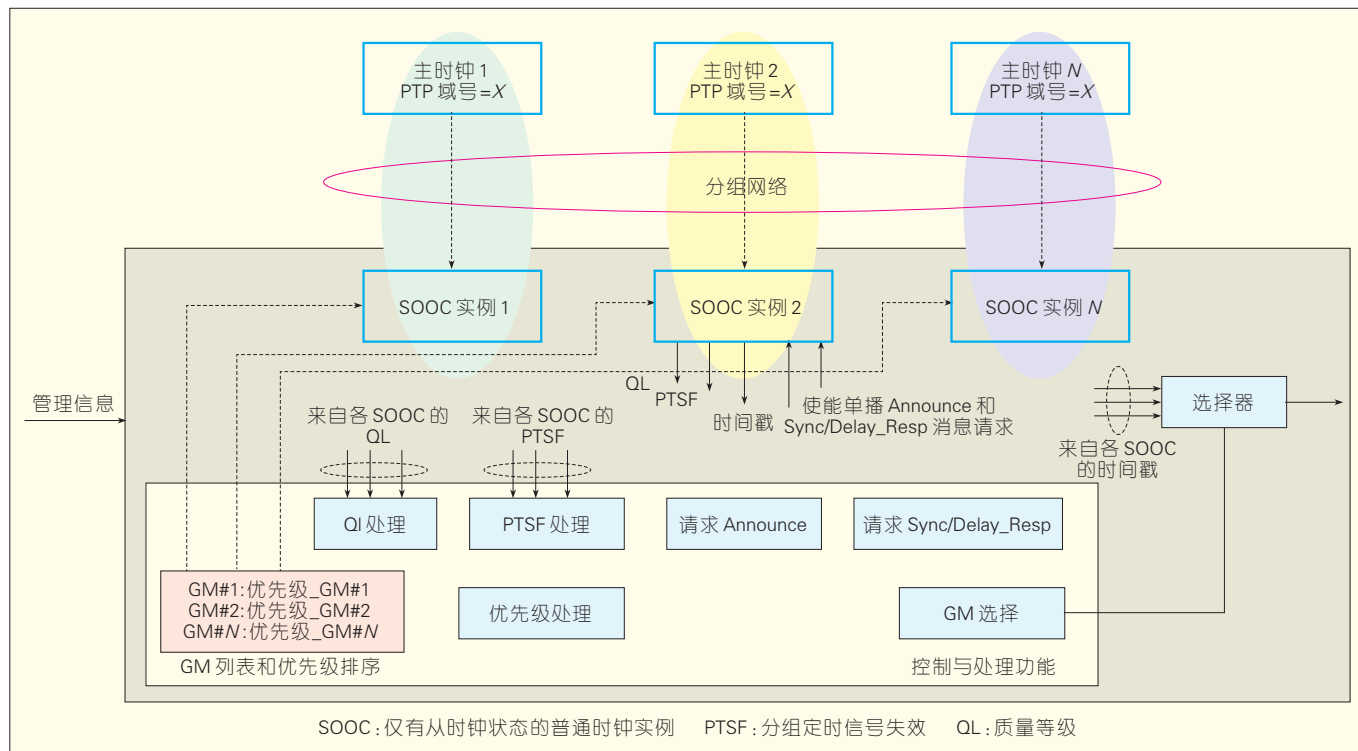 主时钟 1
PTP 域号=X
主时钟 2
PTP 域号=X
主时钟 N
PTP 域号=X
分组网络
SOOC 实例 1
SOOC 实例 2
SOOC 实例 N
管理信息
QL
PTSF
时间戳
使能单播 Announce 和
Sync/Delay_Resp 消息请求
来自各 SOOC 的
QL
来自各 SOOC 的
PTSF
选择器
来自各 SOOC
的时间戳
QI 处理
PTSF 处理
请求 Announce
请求 Sync/Delay_Resp
GM#1:优先级_GM#1
GM#2:优先级_GM#2
GM#N:优先级_GM#N
优先级处理
GM 选择
GM 列表和优先级排序
控制与处理功能
SOOC:仅有从时钟状态的普通时钟实例 PTSF:分组定时信号失效 QL:质量等级